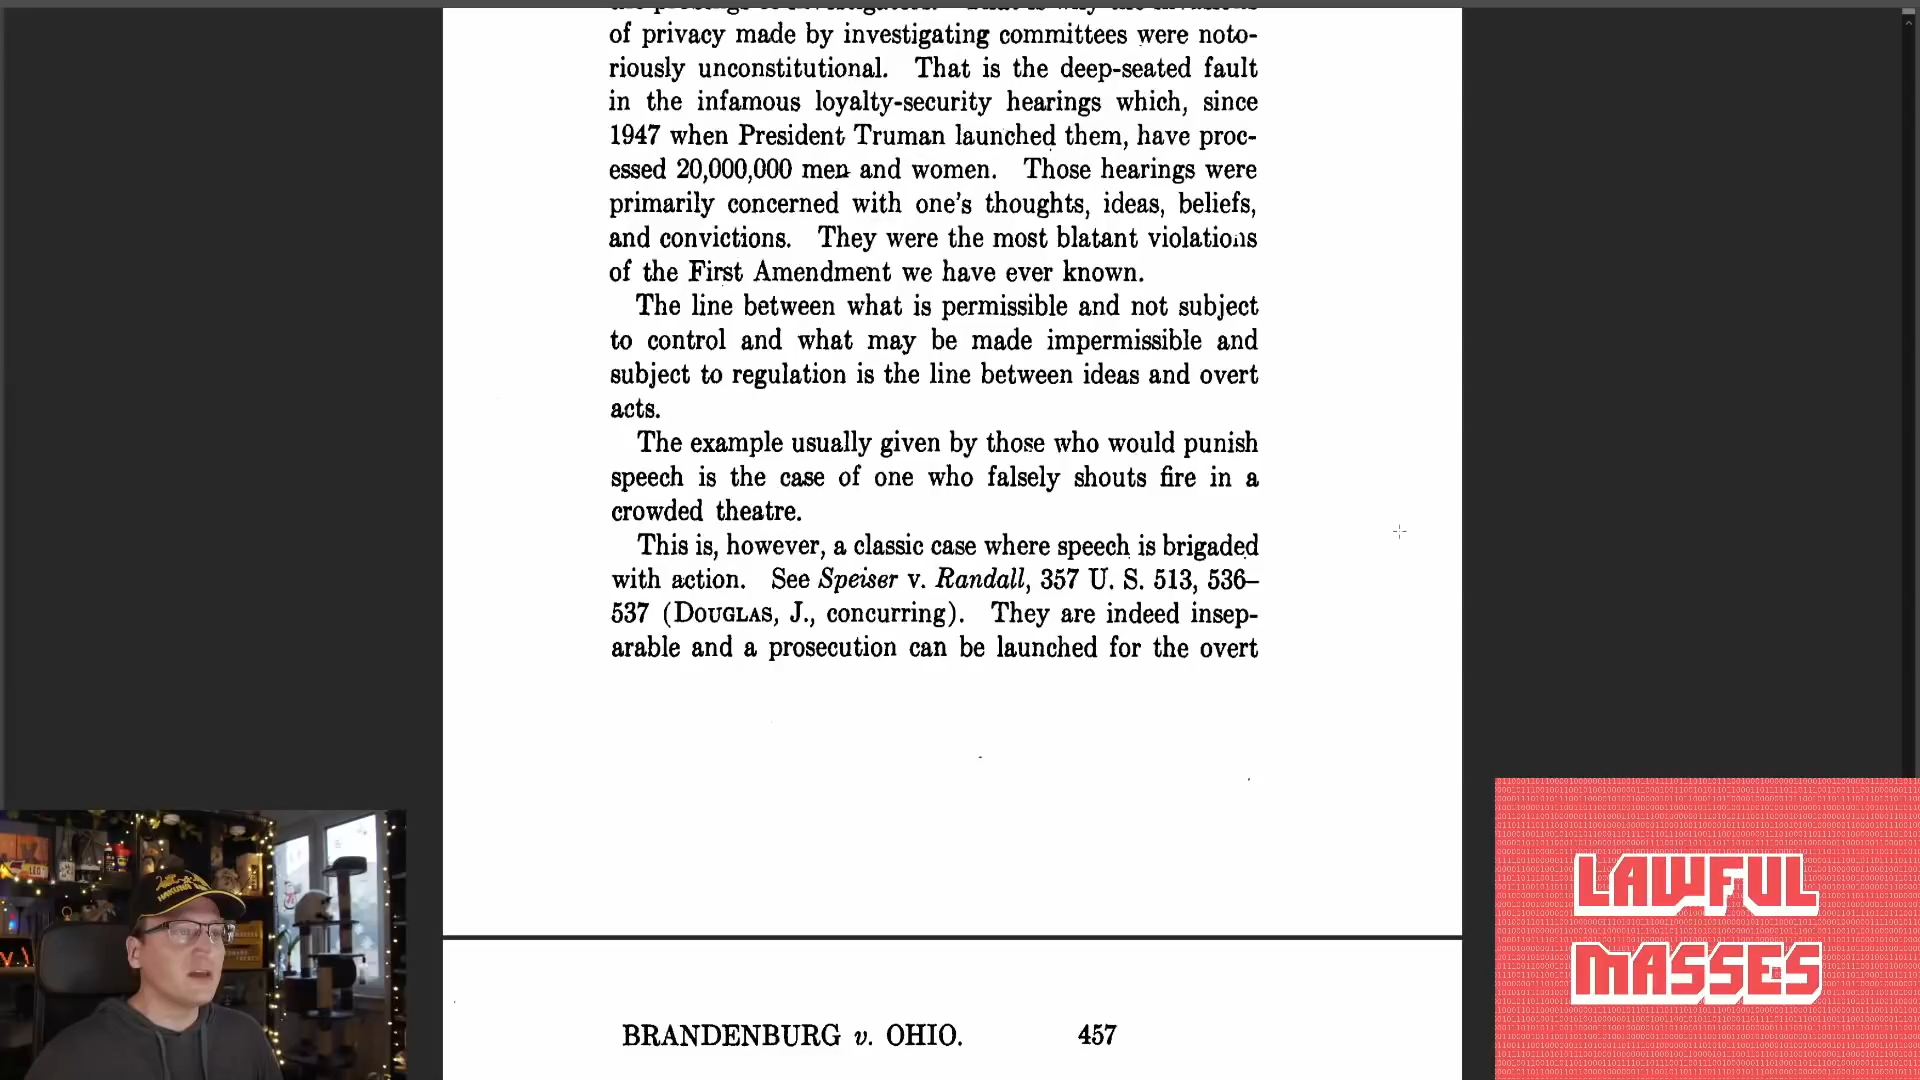 of privacy made by investigating committees were noto-
riously unconstitutional. That is the deep-seated fault
in the infamous loyalty-security hearings which, since
1947 when President Truman launched them, have proc-
essed 20,000,000 men and women. Those hearings were
primarily concerned with one's thoughts, ideas, beliefs,
and convictions. They were the most blatant violations
of the First Amendment we have ever known.
The line between what is permissible and not subject
to control and what may be made impermissible and
subject to regulation is the line between ideas and overt
acts.
The example usually given by those who would punish
speech is the case of one who falsely shouts fire in a
crowded theatre.
This is, however, a classic case where speech is brigaded
with action. See Speiser v. Randall, 357 U. S. 513, 536–
537 (DOUGLAS, J., concurring). They are indeed insep-
arable and a prosecution can be launched for the overt
BRANDENBURG v. OHIO. 457
LAWFUL
MASSES